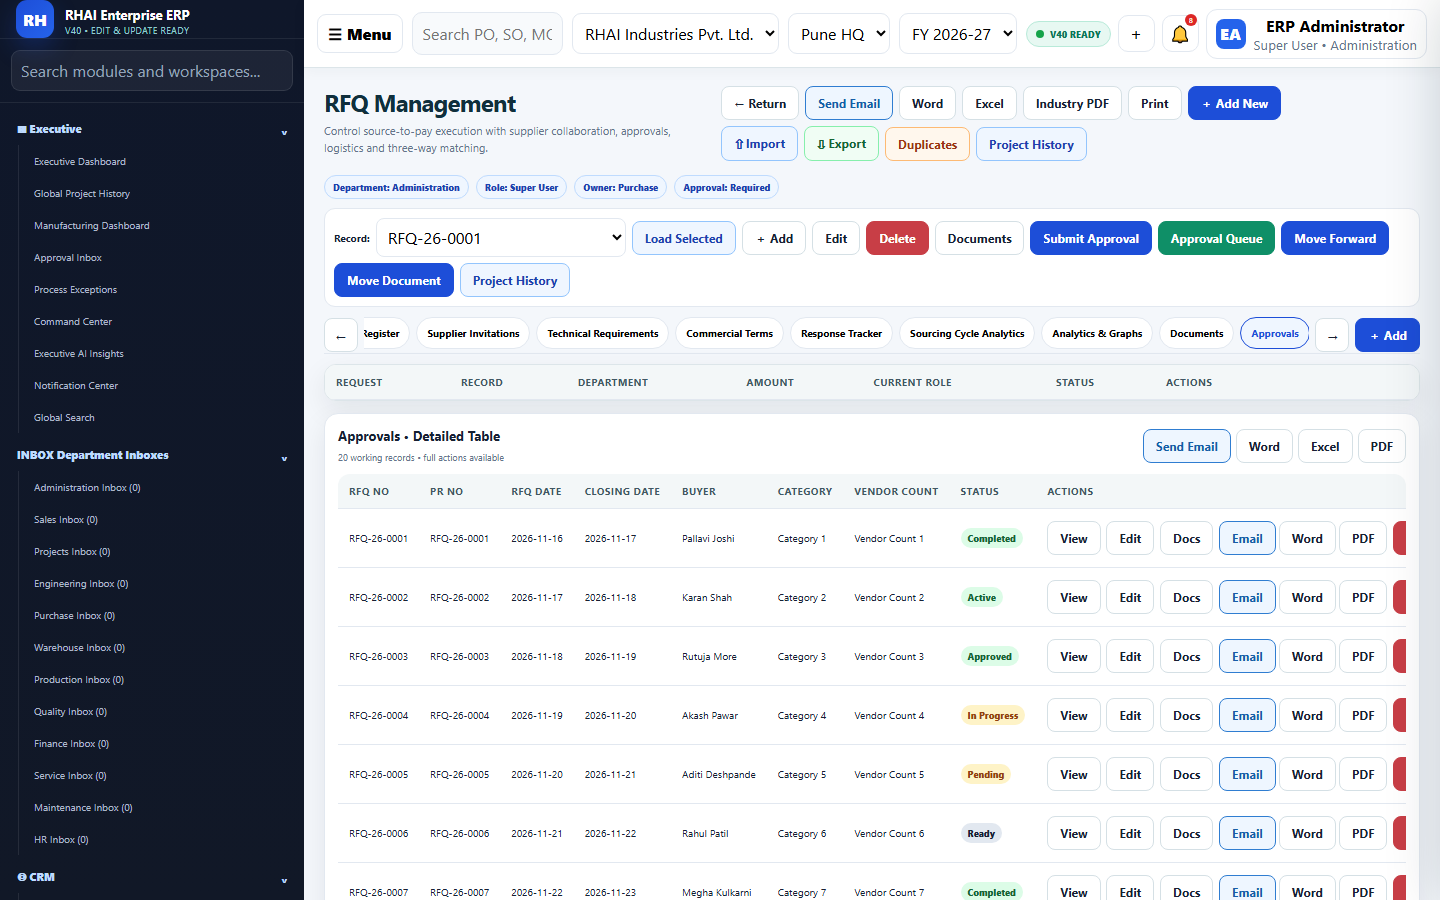 RH
RHAI Enterprise ERP
V40 • EDIT & UPDATE READY
Search modules and workspaces...
Executive
Executive Dashboard
Global Project History
Manufacturing Dashboard
Approval Inbox
Process Exceptions
Command Center
Executive AI Insights
Notification Center
Global Search
INBOX Department Inboxes
Administration Inbox (0)
Sales Inbox (0)
Projects Inbox (0)
Engineering Inbox (0)
Purchase Inbox (0)
Warehouse Inbox (0)
Production Inbox (0)
Quality Inbox (0)
Finance Inbox (0)
Service Inbox (0)
Maintenance Inbox (0)
HR Inbox (0)
CRM
☰ Menu
Search PO, SO, MO
RHAI Industries Pvt. Ltd.
Pune HQ
FY 2026-27
V40 READY
+
8
EA
ERP Administrator
Super User • Administration
RFQ Management
Control source-to-pay execution with supplier collaboration, approvals,
logistics and three-way matching.
← Return
Send Email
Word
Excel
Industry PDF
Print
+ Add New
⇧ Import
⇩ Export
Duplicates
Project History
Department: Administration
Role: Super User
Owner: Purchase
Approval: Required
Record:
RFQ-26-0001
Load Selected
+ Add
Edit
Delete
Documents
Submit Approval
Approval Queue
Move Forward
Move Document
Project History
←
Register
Supplier Invitations
Technical Requirements
Commercial Terms
Response Tracker
Sourcing Cycle Analytics
Analytics & Graphs
Documents
Approvals
→
+ Add
REQUEST RECORD DEPARTMENT AMOUNT CURRENT ROLE STATUS ACTIONS
Approvals • Detailed Table
20 working records • full actions available
Send Email
Word
Excel
PDF
RFQ NO PR NO RFQ DATE CLOSING DATE BUYER CATEGORY VENDOR COUNT STATUS ACTIONS
RFQ-26-0001 RFQ-26-0001 2026-11-16 2026-11-17 Pallavi Joshi Category 1 Vendor Count 1 Completed View Edit Docs Email Word PDF
RFQ-26-0002 RFQ-26-0002 2026-11-17 2026-11-18 Karan Shah Category 2 Vendor Count 2 Active View Edit Docs Email Word PDF
RFQ-26-0003 RFQ-26-0003 2026-11-18 2026-11-19 Rutuja More Category 3 Vendor Count 3 Approved View Edit Docs Email Word PDF
RFQ-26-0004 RFQ-26-0004 2026-11-19 2026-11-20 Akash Pawar Category 4 Vendor Count 4 In Progress View Edit Docs Email Word PDF
RFQ-26-0005 RFQ-26-0005 2026-11-20 2026-11-21 Aditi Deshpande Category 5 Vendor Count 5 Pending View Edit Docs Email Word PDF
RFQ-26-0006 RFQ-26-0006 2026-11-21 2026-11-22 Rahul Patil Category 6 Vendor Count 6 Ready View Edit Docs Email Word PDF
RFQ-26-0007 RFQ-26-0007 2026-11-22 2026-11-23 Megha Kulkarni Category 7 Vendor Count 7 Completed View Edit Docs Email Word PDF